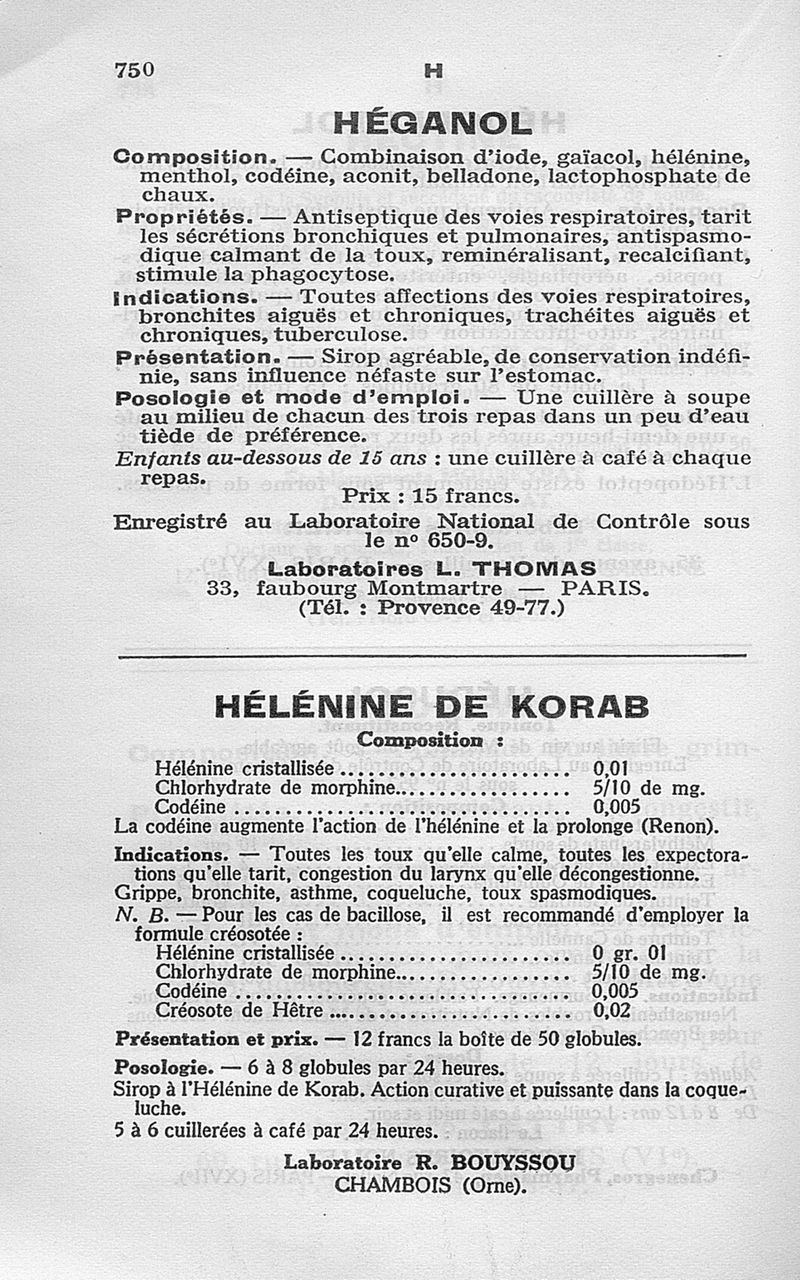 750
H
HÉGANOL
Composition. — Combinaison d'iode, gaïacol, hélénine,
menthol, codéine, aconit, belladone, lactophosphate de
chaux.
Propriétés. — Antiseptique des voies respiratoires, tarit
les sécrétions bronchiques et pulmonaires, antispasmo-
dique calmant de la toux, reminéralisant, recalcifiant,
stimule la phagocytose.
Indications. — Toutes affections des voies respiratoires,
bronchites aiguës et chroniques, trachéites aiguës et
chroniques, tuberculose.
Présentation. — Sirop agréable, de conservation indéfi-
nie, sans influence néfaste sur l'estomac.
Posologie et mode d'emploi. — Une cuillère à soupe
au milieu de chacun des trois repas dans un peu d'eau
tiède de préférence.
Enfants au-dessous de 15 ans : une cuillère à café à chaque
repas.
Prix : 15 francs.
Enregistré au Laboratoire National de Contrôle sous
le nº 650-9.
Laboratoires L. THOMAS
33, faubourg Montmartre — PARIS.
(Tél. : Provence 49-77.)
HÉLÉNINE DE KORAB
Composition :
Hélénine cristallisée ........................ 0,01
Chlorhydrate de morphine.................. 5/10 de mg.
Codéine .................................. 0,005
La codéine augmente l'action de l'hélénine et la prolonge (Renon).
Indications. — Toutes les toux qu'elle calme, toutes les expectora-
tions qu'elle tarit, congestion du larynx qu'elle décongestionne.
Grippe, bronchite, asthme, coqueluche, toux spasmodiques.
N. B. — Pour les cas de bacillose, il est recommandé d'employer la
formule créosotée :
Hélénine cristallisée ........................ 0 gr. 01
Chlorhydrate de morphine.................. 5/10 de mg.
Codéine .................................. 0,005
Créosote de Hêtre ......................... 0,02
Présentation et prix. — 12 francs la boîte de 50 globules.
Posologie. — 6 à 8 globules par 24 heures.
Sirop à l'Hélénine de Korab. Action curative et puissante dans la coque-
luche.
5 à 6 cuillerées à café par 24 heures.
Laboratoire R. BOUYSSOU
CHAMBOIS (Orne).